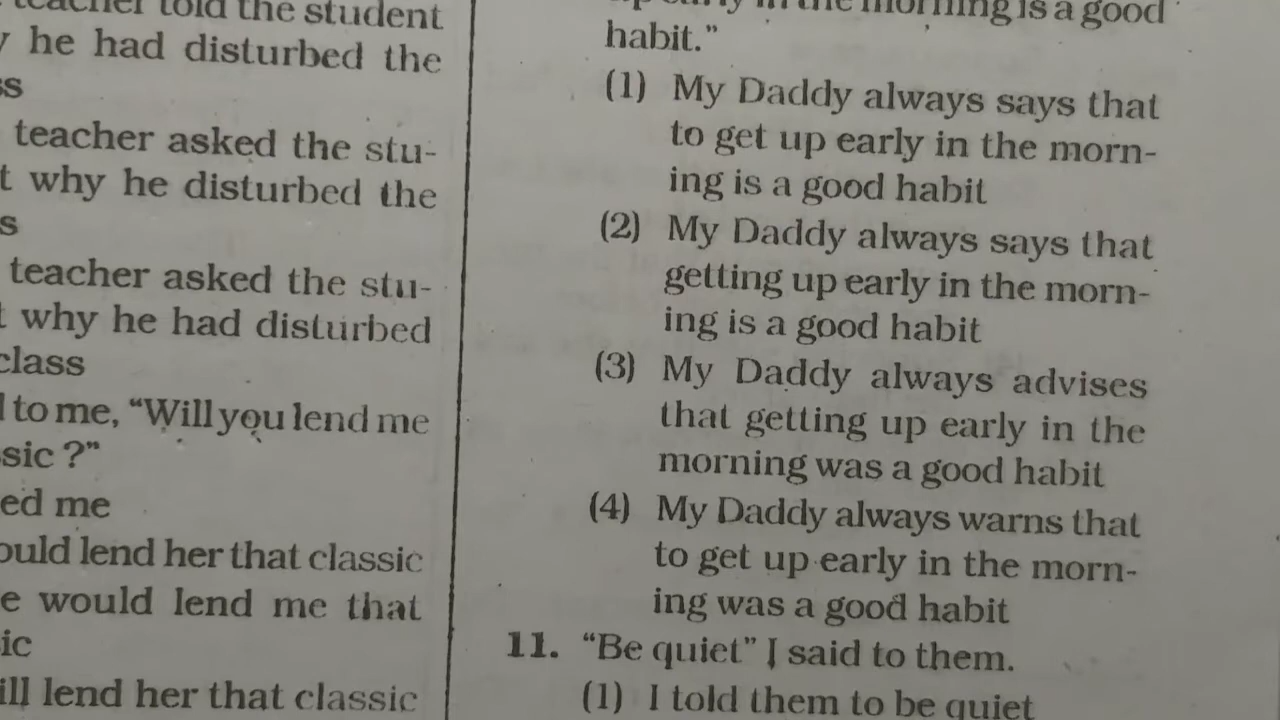 told the student
he had disturbed the
teacher asked the stu-
why he disturbed the
teacher asked the stu-
why he had disturbed
class
to me, “Will you lend me
sic ?”
ed me
ould lend her that classic
e would lend me that
ic
ill lend her that classic
in the morning is a good
habit.”
(1) My Daddy always says that
to get up early in the morn-
ing is a good habit
(2) My Daddy always says that
getting up early in the morn-
ing is a good habit
(3) My Daddy always advises
that getting up early in the
morning was a good habit
(4) My Daddy always warns that
to get up early in the morn-
ing was a good habit
11. “Be quiet” I said to them.
(1) I told them to be quiet